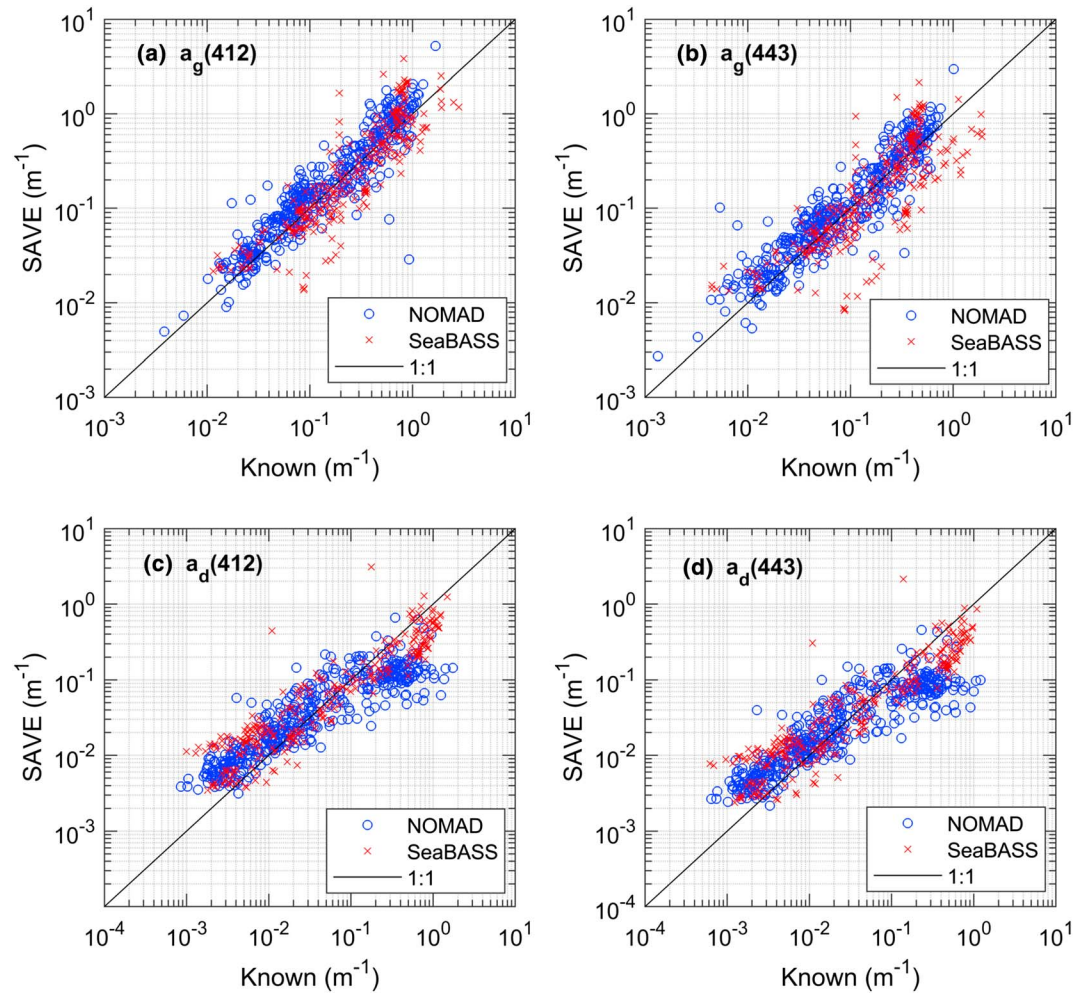 (a) a_g(412)
SAVE (m^-1)
10^1
10^0
10^-1
10^-2
10^-3
NOMAD
SeaBASS
1:1
10^-3 10^-2 10^-1 10^0 10^1
Known (m^-1)
(b) a_g(443)
SAVE (m^-1)
10^1
10^0
10^-1
10^-2
10^-3
NOMAD
SeaBASS
1:1
10^-3 10^-2 10^-1 10^0 10^1
Known (m^-1)
(c) a_d(412)
SAVE (m^-1)
10^1
10^0
10^-1
10^-2
10^-3
NOMAD
SeaBASS
1:1
10^-4 10^-3 10^-2 10^-1 10^0 10^1
Known (m^-1)
(d) a_d(443)
SAVE (m^-1)
10^1
10^0
10^-1
10^-2
10^-3
10^-4
NOMAD
SeaBASS
1:1
10^-4 10^-3 10^-2 10^-1 10^0 10^1
Known (m^-1)